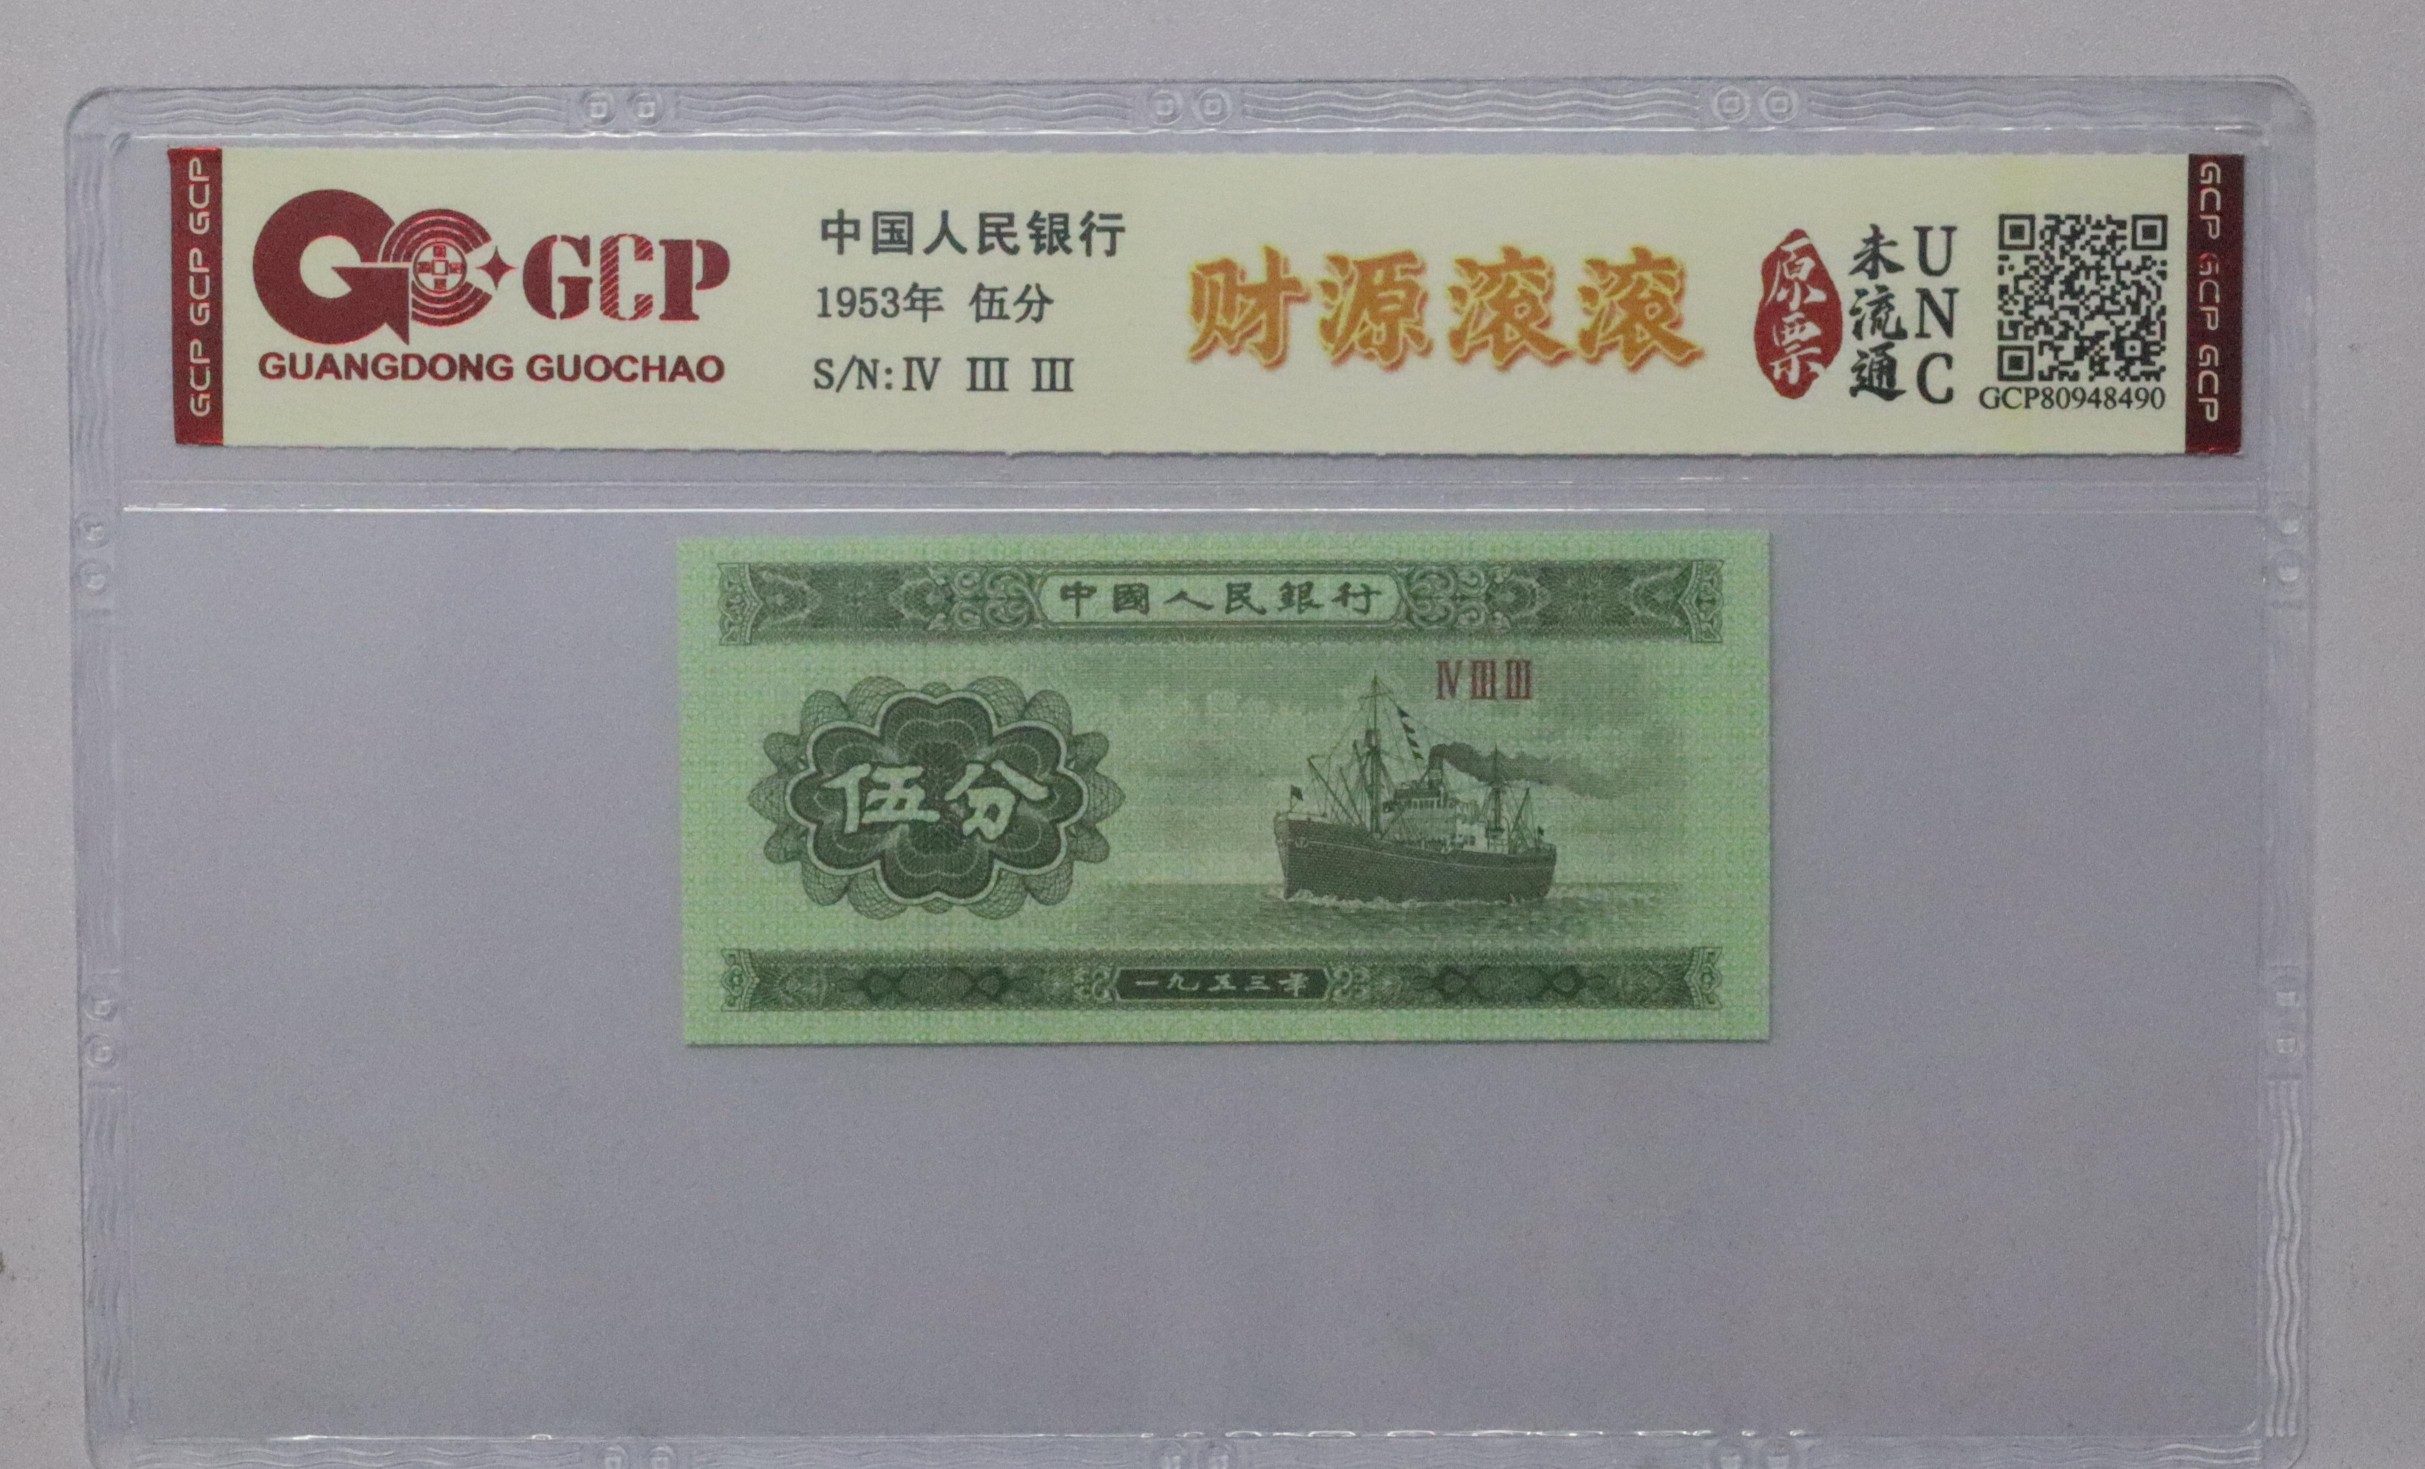 GCP GCP GCP
GCP
GUANGDONG GUOCHAO
中国人民银行
1953年 伍分
S/N: Ⅳ Ⅲ Ⅲ
财源滚滚
原票
未流通
UNC
GCP80948490
GCP GCP GCP
中國人民銀行
ⅣⅢⅢ
伍分
一九五三年